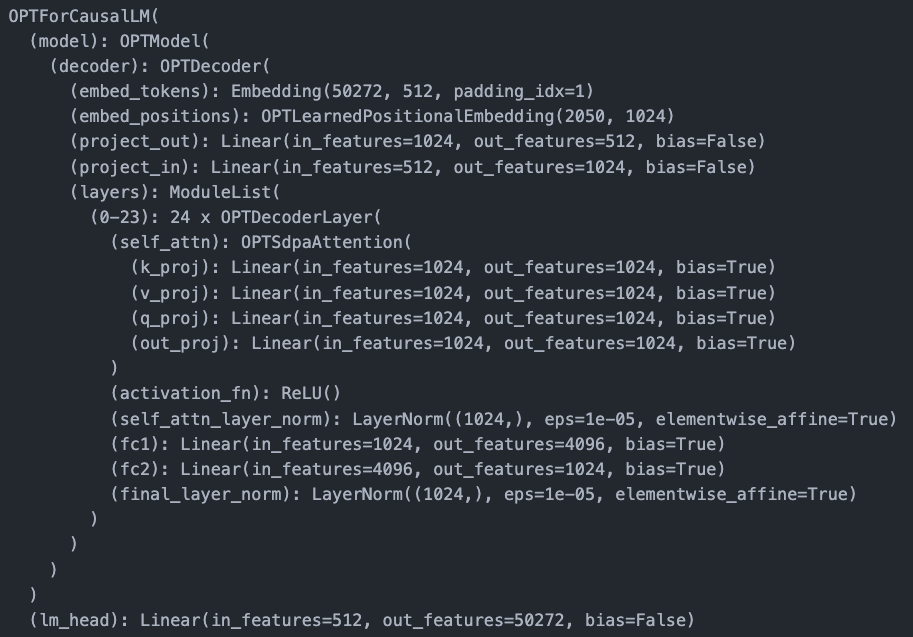 OPTForCausalLM(
  (model): OPTModel(
    (decoder): OPTDecoder(
      (embed_tokens): Embedding(50272, 512, padding_idx=1)
      (embed_positions): OPTLearnedPositionalEmbedding(2050, 1024)
      (project_out): Linear(in_features=1024, out_features=512, bias=False)
      (project_in): Linear(in_features=512, out_features=1024, bias=False)
      (layers): ModuleList(
        (0-23): 24 x OPTDecoderLayer(
          (self_attn): OPTSdpaAttention(
            (k_proj): Linear(in_features=1024, out_features=1024, bias=True)
            (v_proj): Linear(in_features=1024, out_features=1024, bias=True)
            (q_proj): Linear(in_features=1024, out_features=1024, bias=True)
            (out_proj): Linear(in_features=1024, out_features=1024, bias=True)
          )
          (activation_fn): ReLU()
          (self_attn_layer_norm): LayerNorm((1024,), eps=1e-05, elementwise_affine=True)
          (fc1): Linear(in_features=1024, out_features=4096, bias=True)
          (fc2): Linear(in_features=4096, out_features=1024, bias=True)
          (final_layer_norm): LayerNorm((1024,), eps=1e-05, elementwise_affine=True)
        )
      )
    )
  )
  (lm_head): Linear(in_features=512, out_features=50272, bias=False)